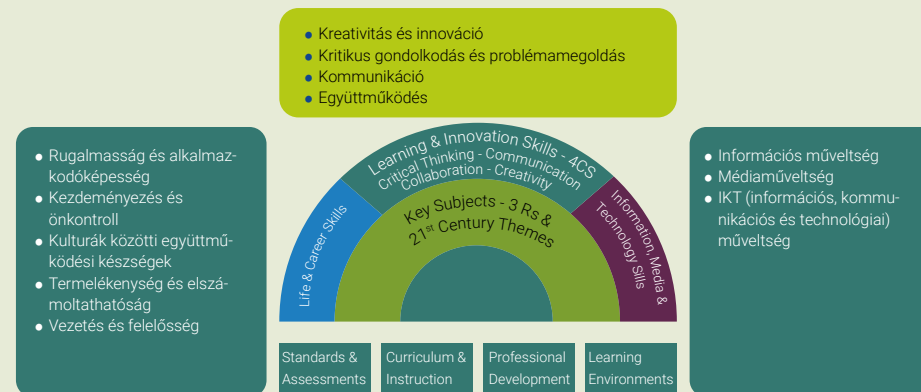 ● Kreativitás és innováció
● Kritikus gondolkodás és problémamegoldás
● Kommunikáció
● Együttműködés
● Rugalmasság és alkalmaz-
kodóképesség
● Kezdeményezés és
önkontroll
● Kulturák közötti együttmű-
ködési készségek
● Termelékenység és elszá-
moltathatóság
● Vezetés és felelősség
Learning & Innovation Skills - 4CS
Critical Thinking - Communication
Collaboration - Creativity
Key Subjects - 3 Rs &
21st Century Themes
Life & Career Skills
Information, Media &
Technology Sills
● Információs műveltség
● Médiaműveltség
● IKT (információs, kommu-
nikációs és technológiai)
műveltség
Standards &
Assessments
Curriculum &
Instruction
Professional
Development
Learning
Environments